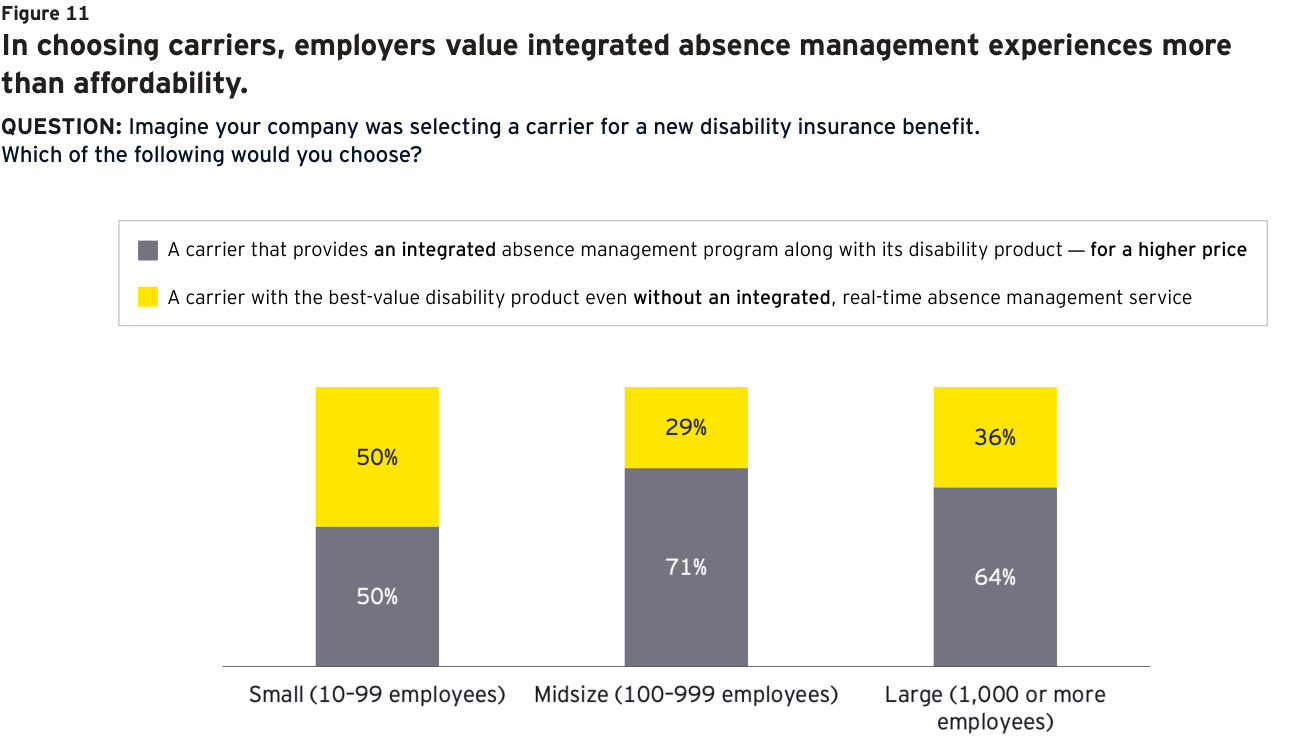 Figure 11
In choosing carriers, employers value integrated absence management experiences more
than affordability.
QUESTION: Imagine your company was selecting a carrier for a new disability insurance benefit.
Which of the following would you choose?
A carrier that provides an integrated absence management program along with its disability product — for a higher price
A carrier with the best-value disability product even without an integrated, real-time absence management service
50%
29%
36%
50%
71%
64%
Small (10–99 employees)
Midsize (100–999 employees)
Large (1,000 or more
employees)